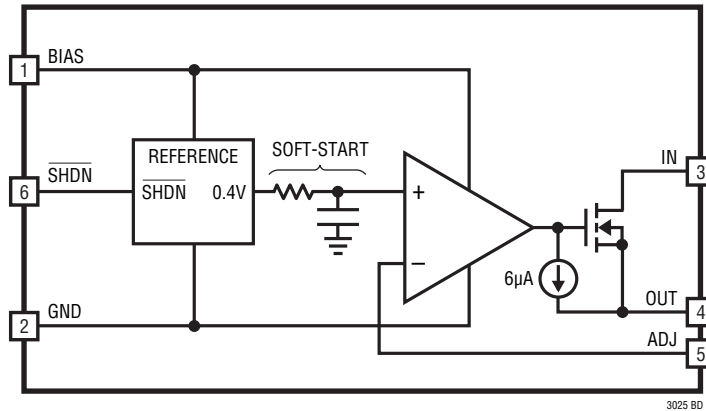 1
BIAS
REFERENCE
SOFT-START
IN
3
6
SHDN
SHDN
0.4V
+
−
6µA
OUT
4
2
GND
ADJ
5
3025 BD